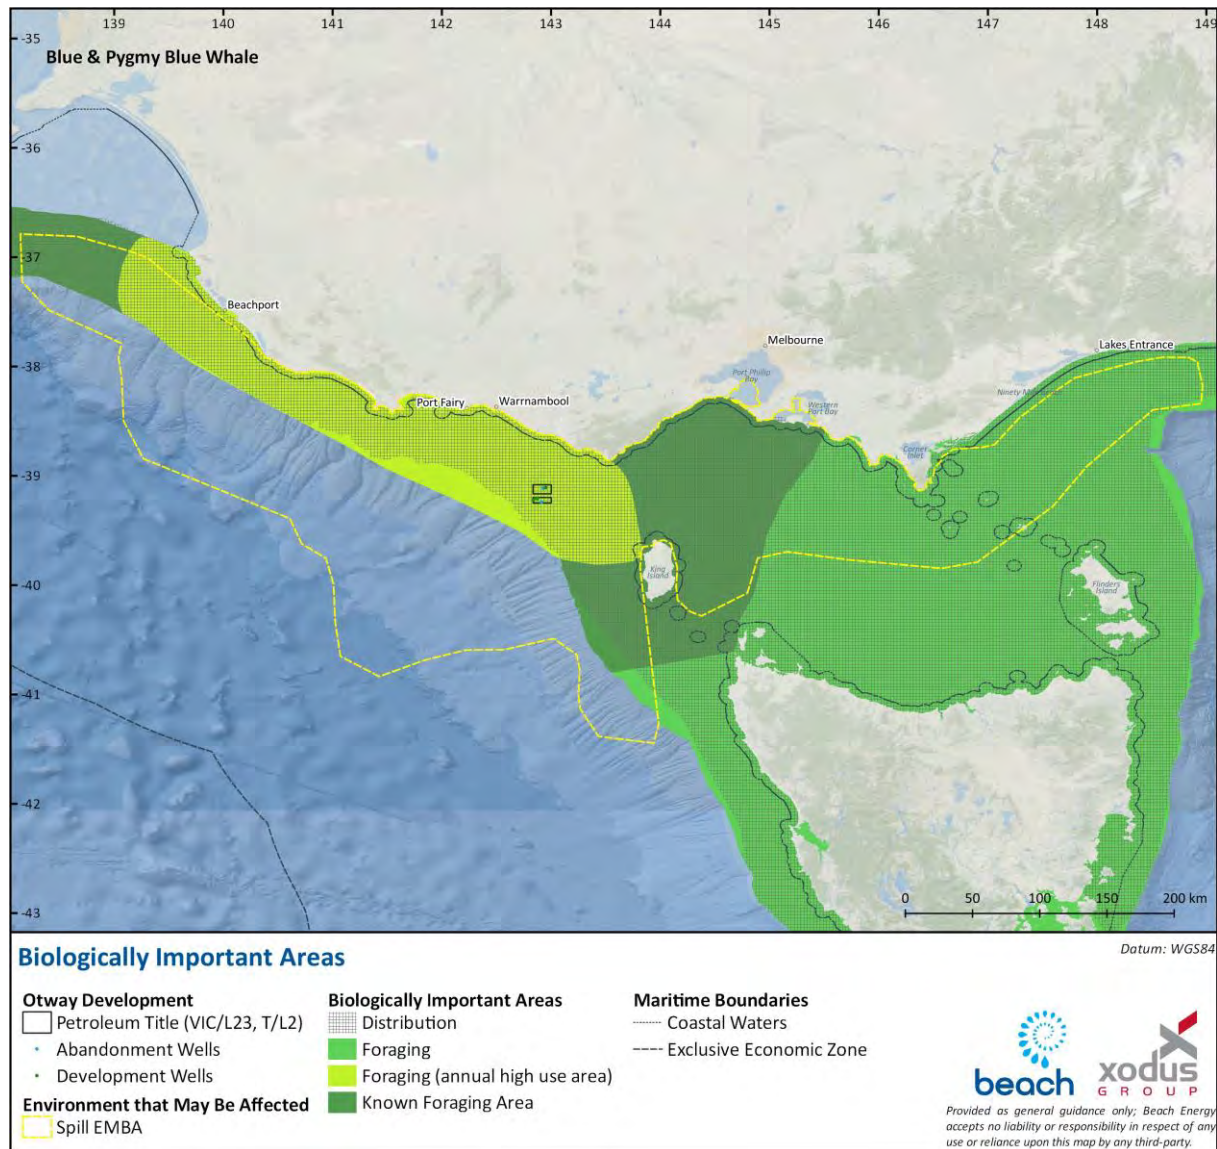 139 140 141 142 143 144 145 146 147 148 149
-35
Blue & Pygmy Blue Whale
-36
-37
Beachport
Melbourne
Lakes Entrance
-38
Port Phillip
Bay
Port Fairy
Warrnambool
Western
Port Bay
Corner
Inlet
-39
King
Island
Flinders
Island
-40
-41
-42
0 50 100 150 200 km
-43
Biologically Important Areas
Datum: WGS84
Otway Development
Petroleum Title (VIC/L23, T/L2)
Abandonment Wells
Development Wells
Environment that May Be Affected
Spill EMBA
Biologically Important Areas
Distribution
Foraging
Foraging (annual high use area)
Known Foraging Area
Maritime Boundaries
Coastal Waters
Exclusive Economic Zone
beach
xodus
GROUP
Provided as general guidance only; Beach Energy
accepts no liability or responsibility in respect of any
use or reliance upon this map by any third-party.